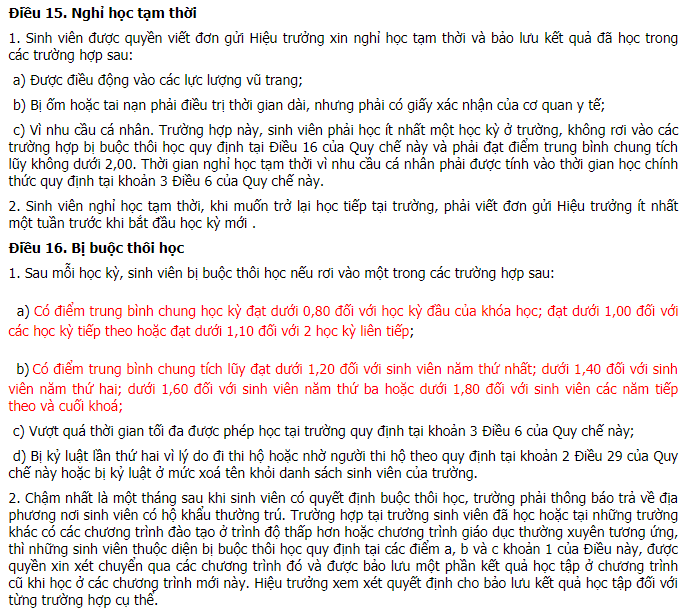 Điều 15. Nghỉ học tạm thời
1. Sinh viên được quyền viết đơn gửi Hiệu trưởng xin nghỉ học tạm thời và bảo lưu kết quả đã học trong
các trường hợp sau:
a) Được điều động vào các lực lượng vũ trang;
b) Bị ốm hoặc tai nạn phải điều trị thời gian dài, nhưng phải có giấy xác nhận của cơ quan y tế;
c) Vì nhu cầu cá nhân. Trường hợp này, sinh viên phải học ít nhất một học kỳ ở trường, không rơi vào các
trường hợp bị buộc thôi học quy định tại Điều 16 của Quy chế này và phải đạt điểm trung bình chung tích
lũy không dưới 2,00. Thời gian nghỉ học tạm thời vì nhu cầu cá nhân phải được tính vào thời gian học chính
thức quy định tại khoản 3 Điều 6 của Quy chế này.
2. Sinh viên nghỉ học tạm thời, khi muốn trở lại học tiếp tại trường, phải viết đơn gửi Hiệu trưởng ít nhất
một tuần trước khi bắt đầu học kỳ mới .
Điều 16. Bị buộc thôi học
1. Sau mỗi học kỳ, sinh viên bị buộc thôi học nếu rơi vào một trong các trường hợp sau:
a) Có điểm trung bình chung học kỳ đạt dưới 0,80 đối với học kỳ đầu của khóa học; đạt dưới 1,00 đối với
các học kỳ tiếp theo hoặc đạt dưới 1,10 đối với 2 học kỳ liên tiếp;
b) Có điểm trung bình chung tích lũy đạt dưới 1,20 đối với sinh viên năm thứ nhất; dưới 1,40 đối với sinh
viên năm thứ hai; dưới 1,60 đối với sinh viên năm thứ ba hoặc dưới 1,80 đối với sinh viên các năm tiếp
theo và cuối khoá;
c) Vượt quá thời gian tối đa được phép học tại trường quy định tại khoản 3 Điều 6 của Quy chế này;
d) Bị kỷ luật lần thứ hai vì lý do đi thi hộ hoặc nhờ người thi hộ theo quy định tại khoản 2 Điều 29 của Quy
chế này hoặc bị kỷ luật ở mức xoá tên khỏi danh sách sinh viên của trường.
2. Chậm nhất là một tháng sau khi sinh viên có quyết định buộc thôi học, trường phải thông báo trả về địa
phương nơi sinh viên có hộ khẩu thường trú. Trường hợp tại trường sinh viên đã học hoặc tại những trường
khác có các chương trình đào tạo ở trình độ thấp hơn hoặc chương trình giáo dục thường xuyên tương ứng,
thì những sinh viên thuộc diện bị buộc thôi học quy định tại các điểm a, b và c khoản 1 của Điều này, được
quyền xin xét chuyển qua các chương trình đó và được bảo lưu một phần kết quả học tập ở chương trình
cũ khi học ở các chương trình mới này. Hiệu trưởng xem xét quyết định cho bảo lưu kết quả học tập đối với
từng trường hợp cụ thể.